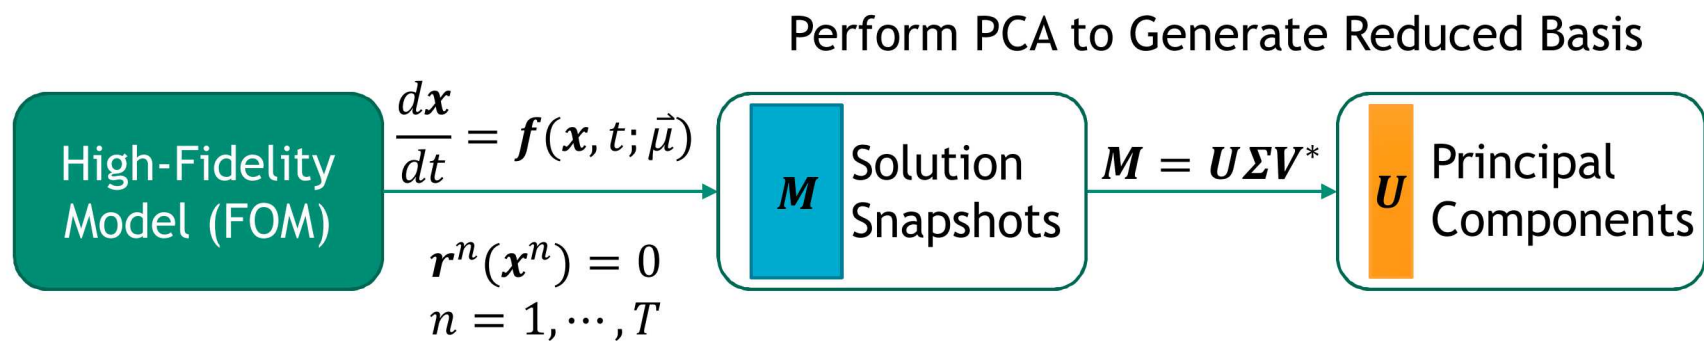 Perform PCA to Generate Reduced Basis
High-Fidelity
Model (FOM)
d𝒙/dt = 𝒇(𝒙, t; μ⃗)
𝒓ⁿ(𝒙ⁿ) = 0
n = 1, ⋯ , T
M
Solution
Snapshots
M = UΣV*
U
Principal
Components